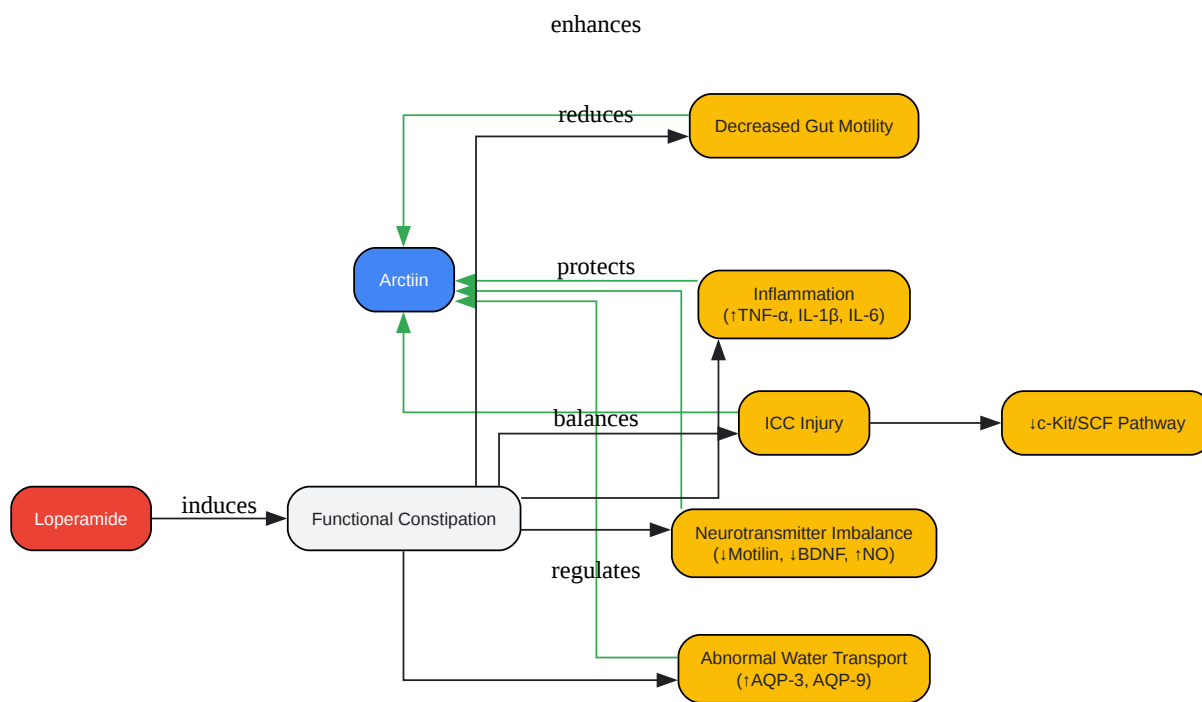 enhances
reduces
Decreased Gut Motility
Arctiin
protects
Inflammation
(↑TNF-α, IL-1β, IL-6)
balances
ICC Injury
↓c-Kit/SCF Pathway
induces
Loperamide
Functional Constipation
Neurotransmitter Imbalance
(↓Motilin, ↓BDNF, ↑NO)
regulates
Abnormal Water Transport
(↑AQP-3, AQP-9)